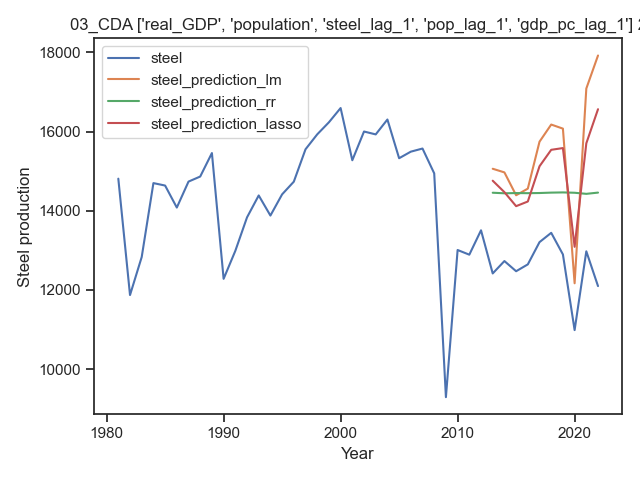 03_CDA ['real_GDP', 'population', 'steel_lag_1', 'pop_lag_1', 'gdp_pc_lag_1']
steel
steel_prediction_lm
steel_prediction_rr
steel_prediction_lasso
18000
16000
14000
12000
10000
Steel production
1980
1990
2000
2010
2020
Year